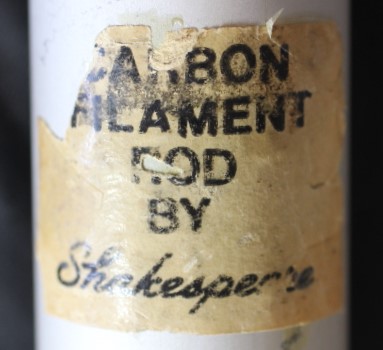 CARBON
FILAMENT
ROD
BY
Shakespeare